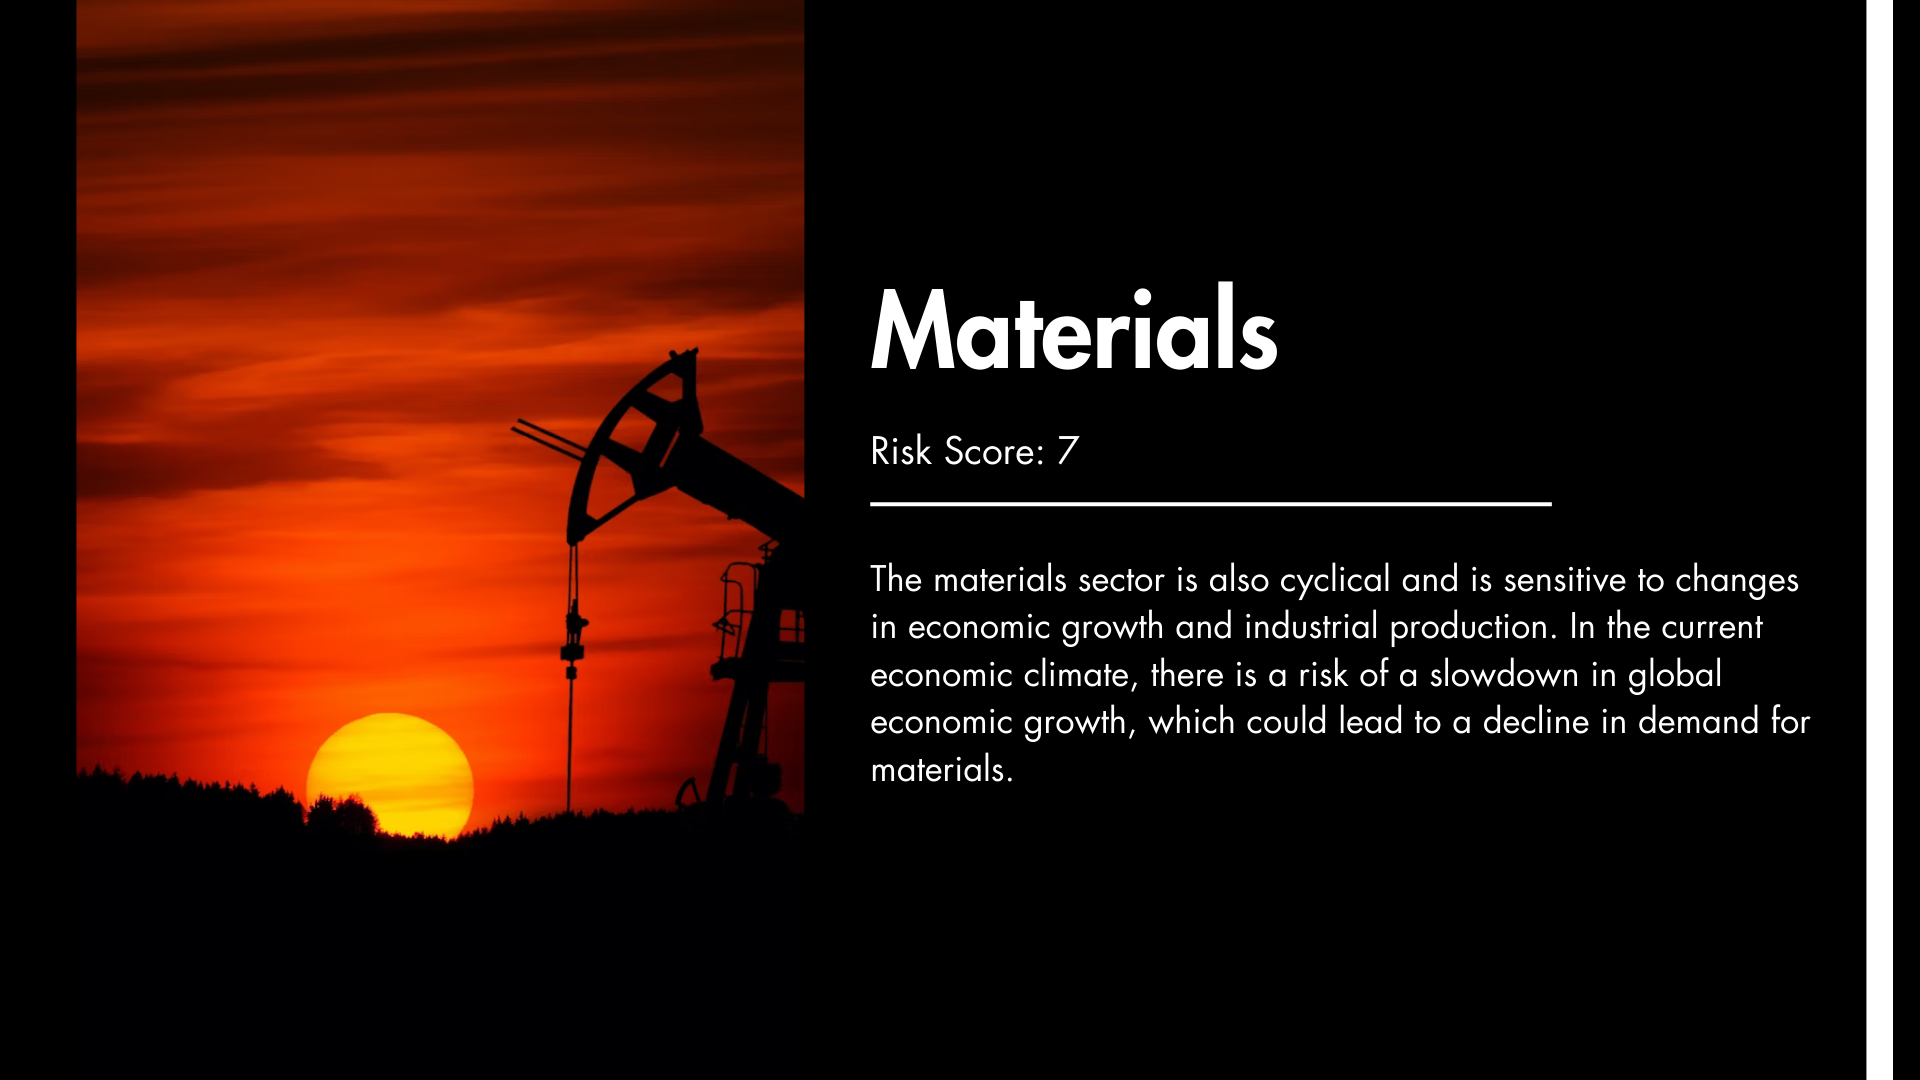 Materials
Risk Score: 7
The materials sector is also cyclical and is sensitive to changes
in economic growth and industrial production. In the current
economic climate, there is a risk of a slowdown in global
economic growth, which could lead to a decline in demand for
materials.